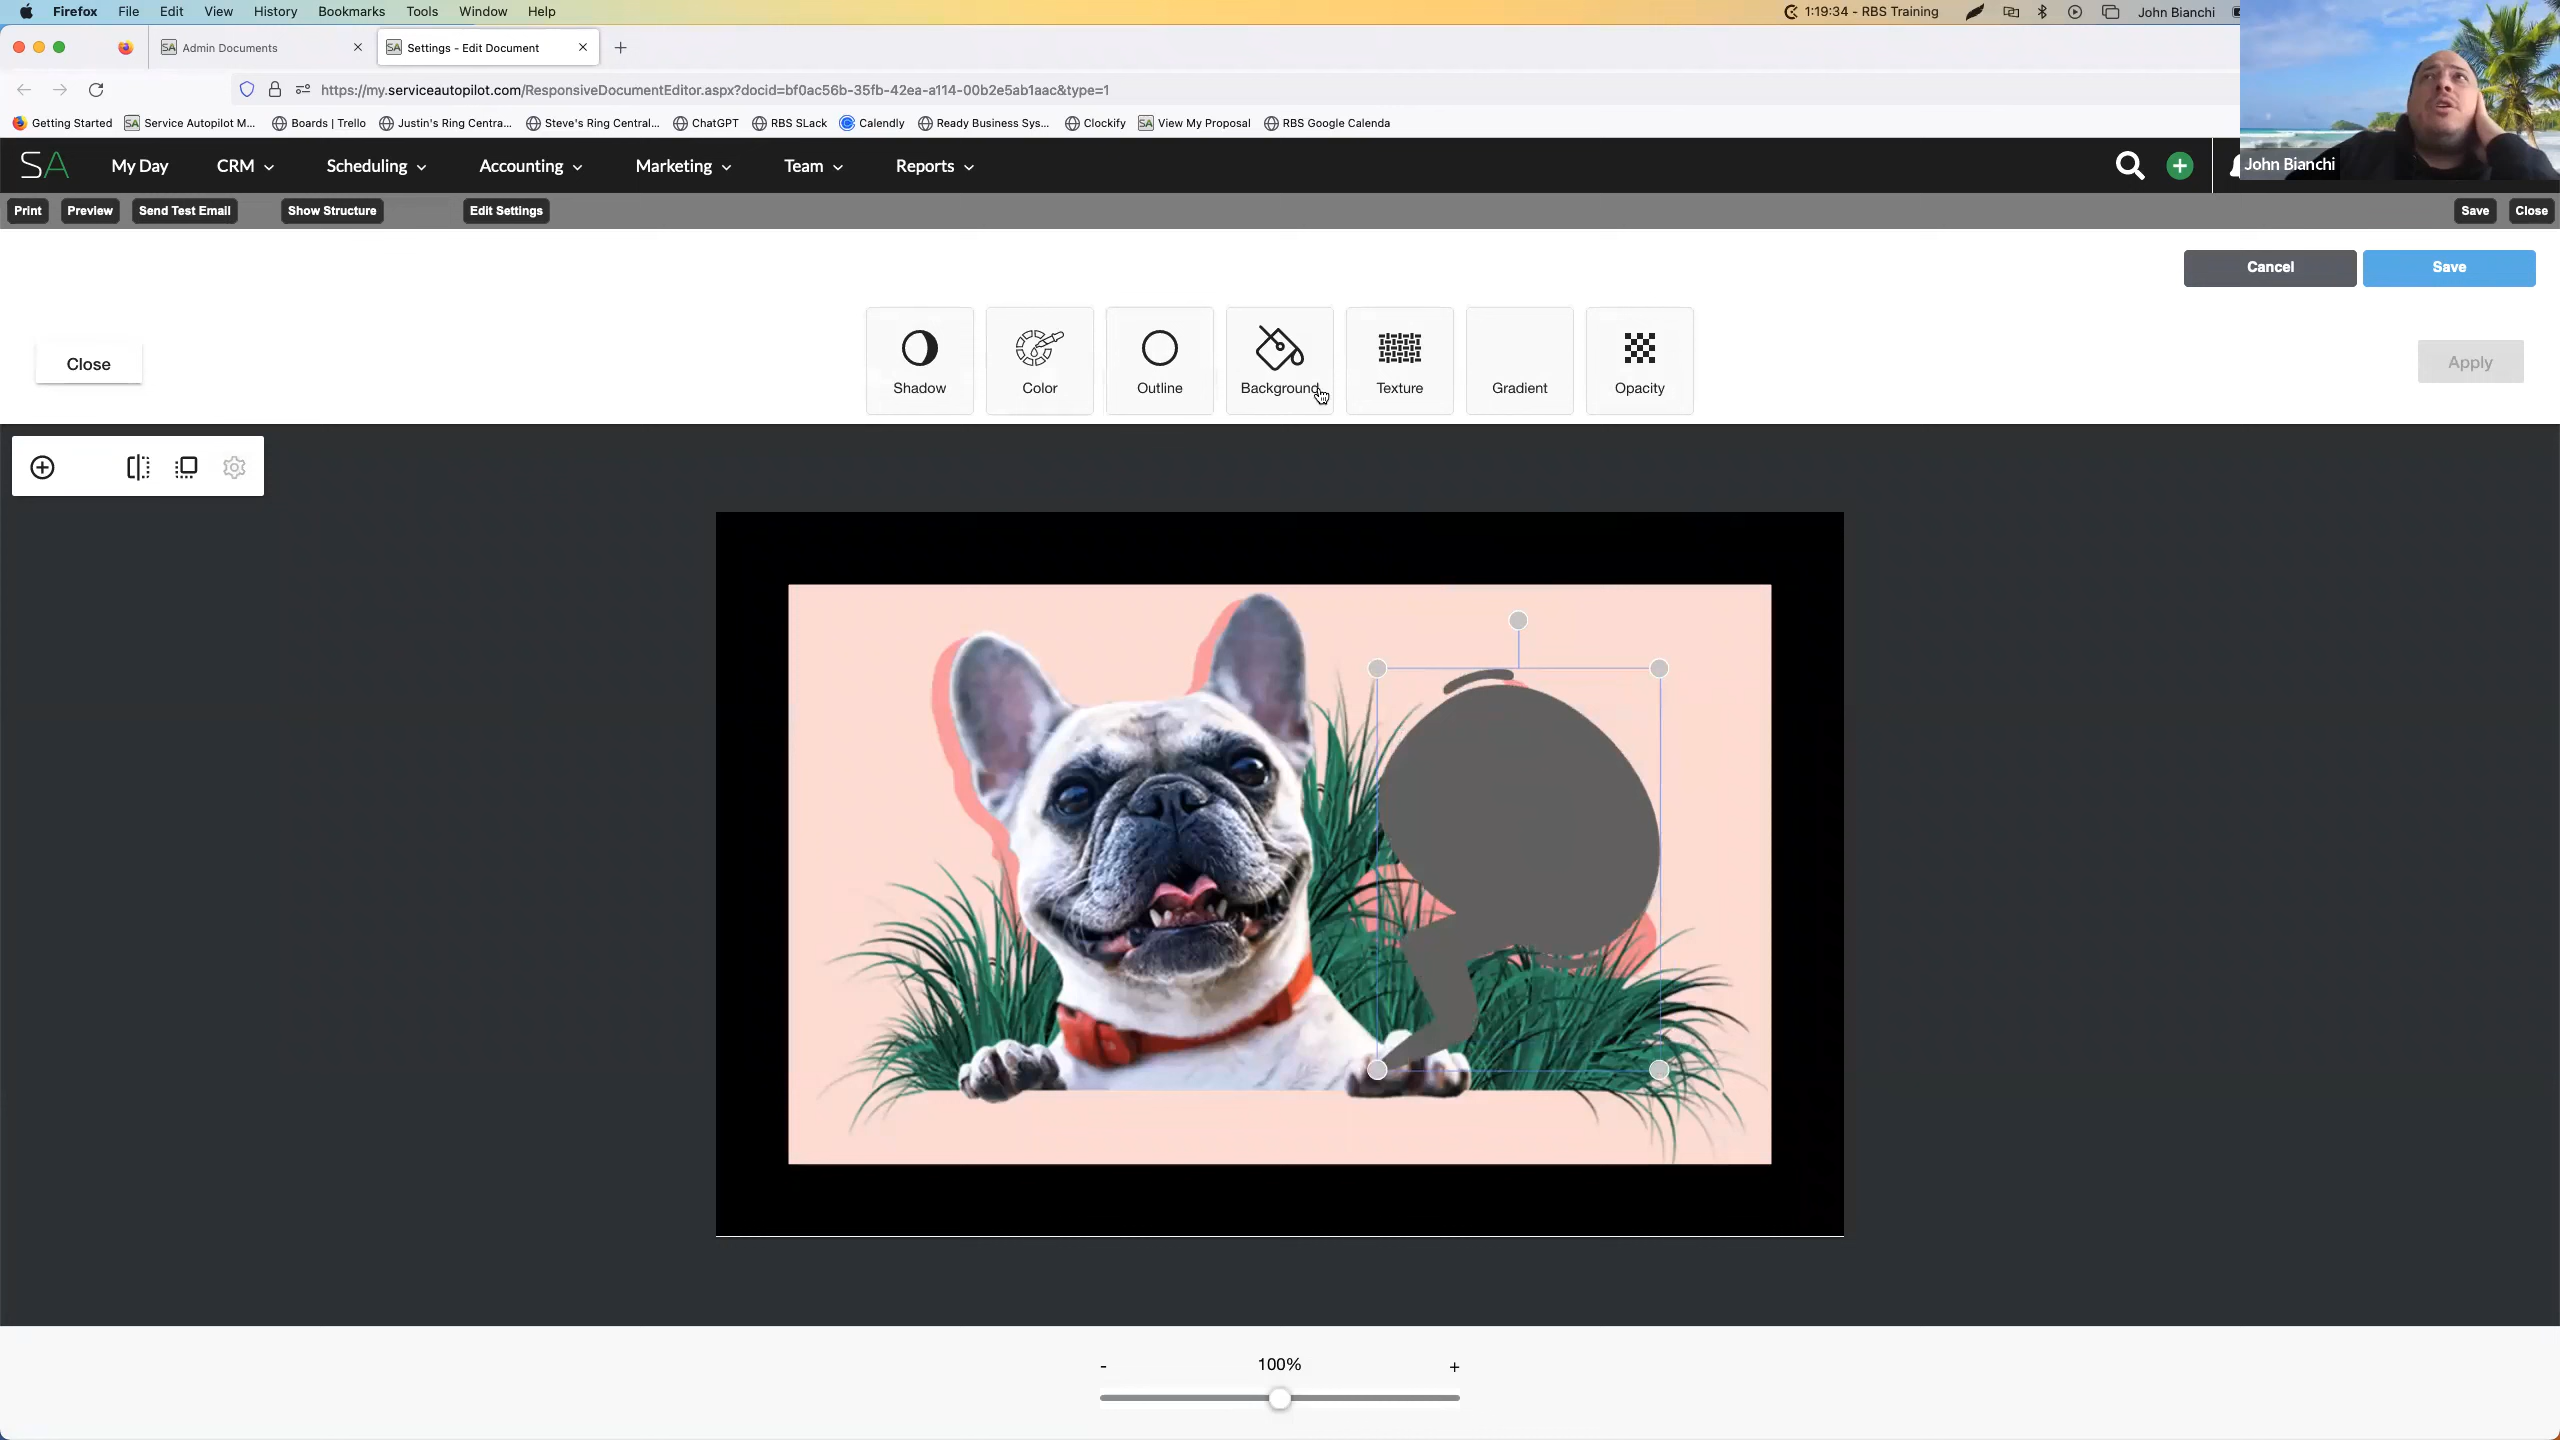 Firefox File Edit View History Bookmarks Tools Window Help 1:19:34 - RBS Training John Bianchi
Admin Documents Settings - Edit Document
https://my.serviceautopilot.com/ResponsiveDocumentEditor.aspx?docid=bf0ac56b-35fb-42ea-a114-00b2e5ab1aac&type=1
Getting Started SA Service Autopilot M... Boards | Trello Justin's Ring Centra... Steve's Ring Central... ChatGPT RBS SLack Calendly Ready Business Sys... Clockify SA View My Proposal RBS Google Calenda
SA My Day CRM Scheduling Accounting Marketing Team Reports John Bianchi
Print Preview Send Test Email Show Structure Edit Settings Save Close
Cancel Save
Close Shadow Color Outline Background Texture Gradient Opacity Apply
- 100% +